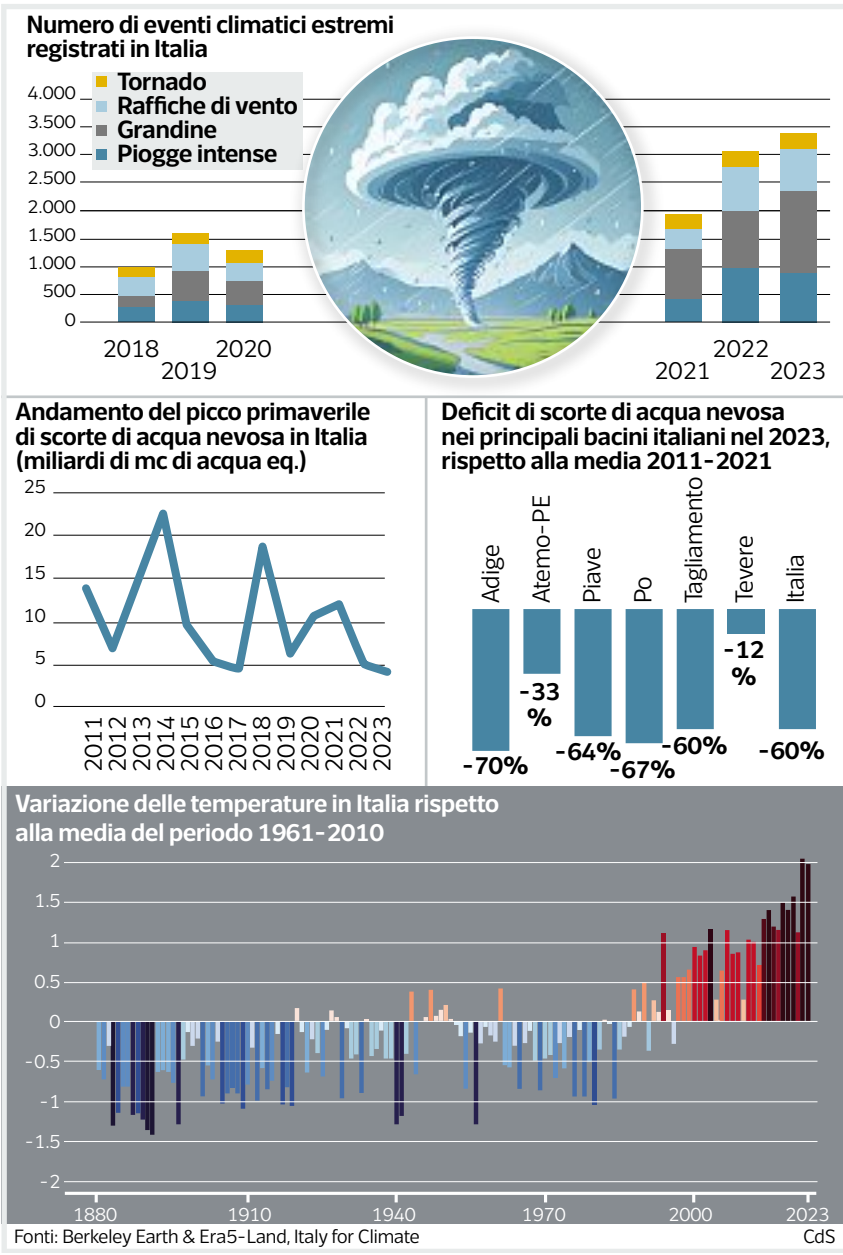 Numero di eventi climatici estremi
registrati in Italia
Tornado
Raffiche di vento
Grandine
Piogge intense
4.000
3.500
3.000
2.500
2.000
1.500
1.000
500
0
2018
2019
2020
2021
2022
2023
Andamento del picco primaverile
di scorte di acqua nevosa in Italia
(miliardi di mc di acqua eq.)
25
20
15
10
5
0
2011
2012
2013
2014
2015
2016
2017
2018
2019
2020
2021
2022
2023
Deficit di scorte di acqua nevosa
nei principali bacini italiani nel 2023,
rispetto alla media 2011-2021
Adige
Atemo-PE
Piave
Po
Tagliamento
Tevere
Italia
-70%
-33
%
-64%
-67%
-60%
-12
%
-60%
Variazione delle temperature in Italia rispetto
alla media del periodo 1961-2010
2
1.5
1
0.5
0
-0.5
-1
-1.5
-2
1880
1910
1940
1970
2000
2023
Fonti: Berkeley Earth & Era5-Land, Italy for Climate
CdS